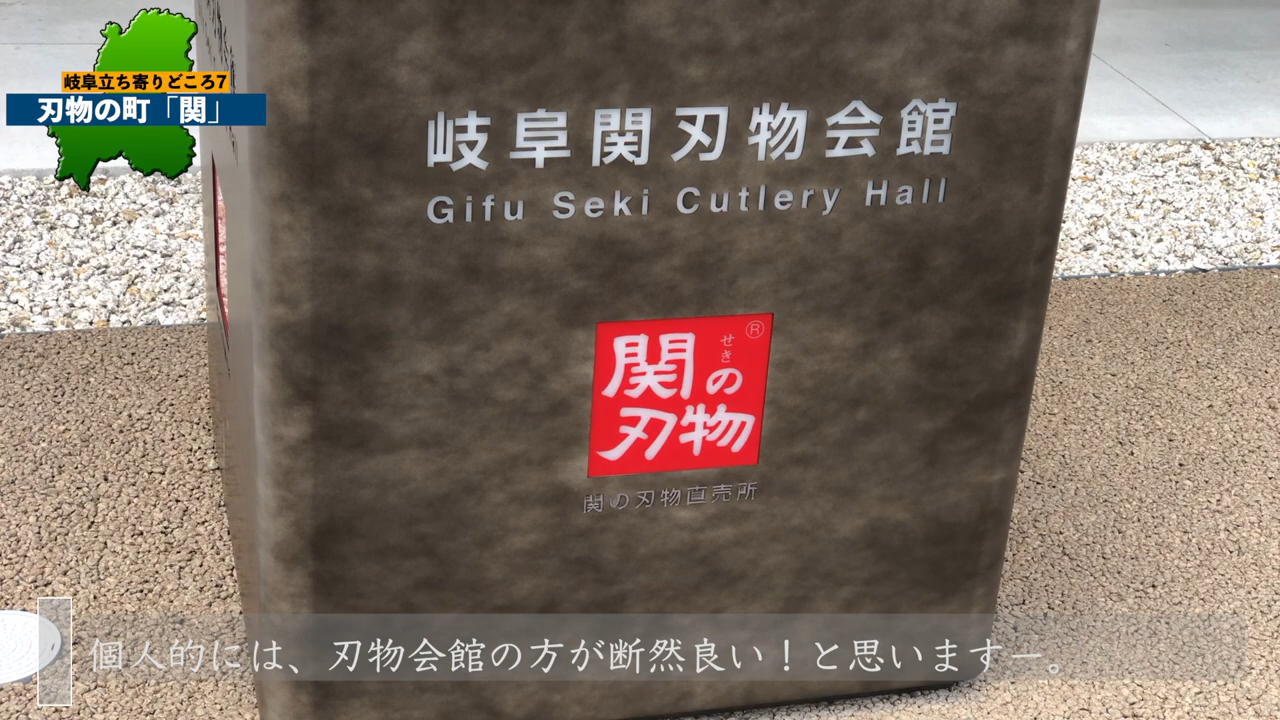 岐阜立ち寄りどころ7
刃物の町「関」
岐阜関刃物会館
Gifu Seki Cutlery Hall
®
せき
関の
刃物
関の刃物直売所
個人的には、刃物会館の方が断然良い！と思いますー。